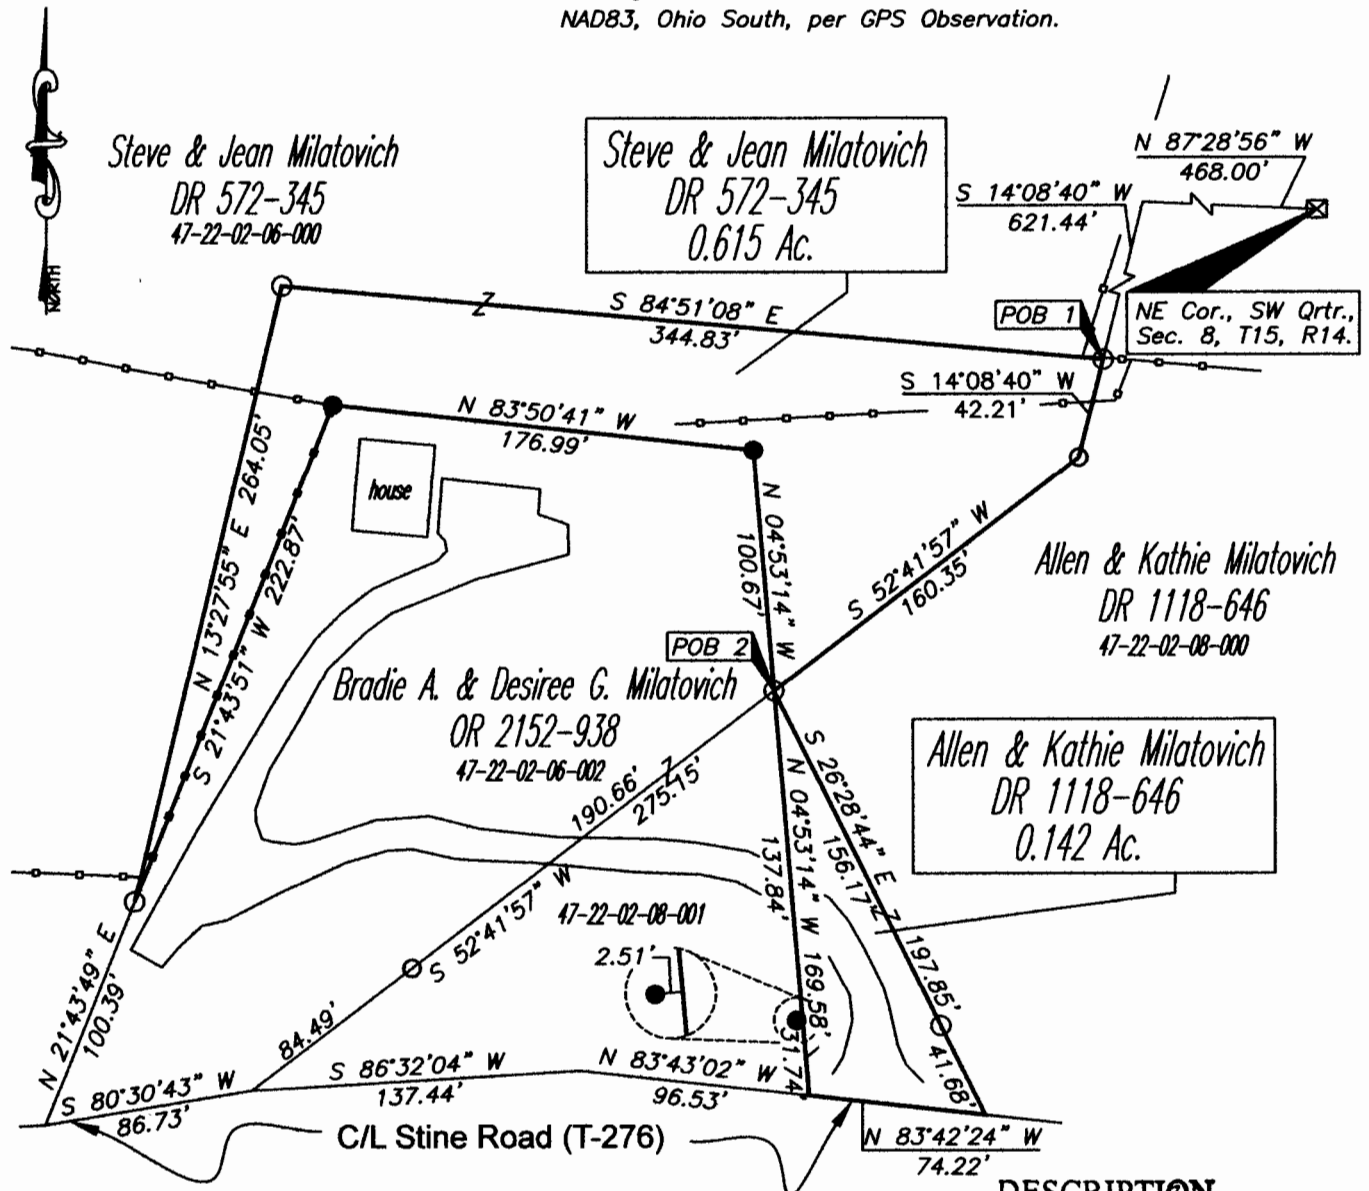 NAD83, Ohio South, per GPS Observation.
NORTH
Steve & Jean Milatovich
DR 572-345
47-22-02-06-000
Steve & Jean Milatovich
DR 572-345
0.615 Ac.
N 87°28'56" W
468.00'
S 14°08'40" W
621.44'
NE Cor., SW Qrtr.,
Sec. 8, T15, R14.
POB 1
S 84°51'08" E
344.83'
S 14°08'40" W
42.21'
N 83°50'41" W
176.99'
house
N 13°27'55" E 264.05'
S 21°43'51" W 222.87'
N 04°53'14" W
100.67'
S 52°41'57" W
160.35'
Allen & Kathie Milatovich
DR 1118-646
47-22-02-08-000
POB 2
Bradie A. & Desiree G. Milatovich
OR 2152-938
47-22-02-06-002
Allen & Kathie Milatovich
DR 1118-646
0.142 Ac.
190.66'
275.15'
S 26°28'44" E
156.17'
197.85'
41.68'
N 04°53'14" W 169.58'
137.84'
31.74'
S 52°41'57" W
47-22-02-08-001
2.51'
84.49'
N 21°43'49" E
100.39'
S 80°30'43" W
86.73'
S 86°32'04" W
137.44'
N 83°43'02" W
96.53'
C/L Stine Road (T-276)
N 83°42'24" W
74.22'
DESCRIPTION